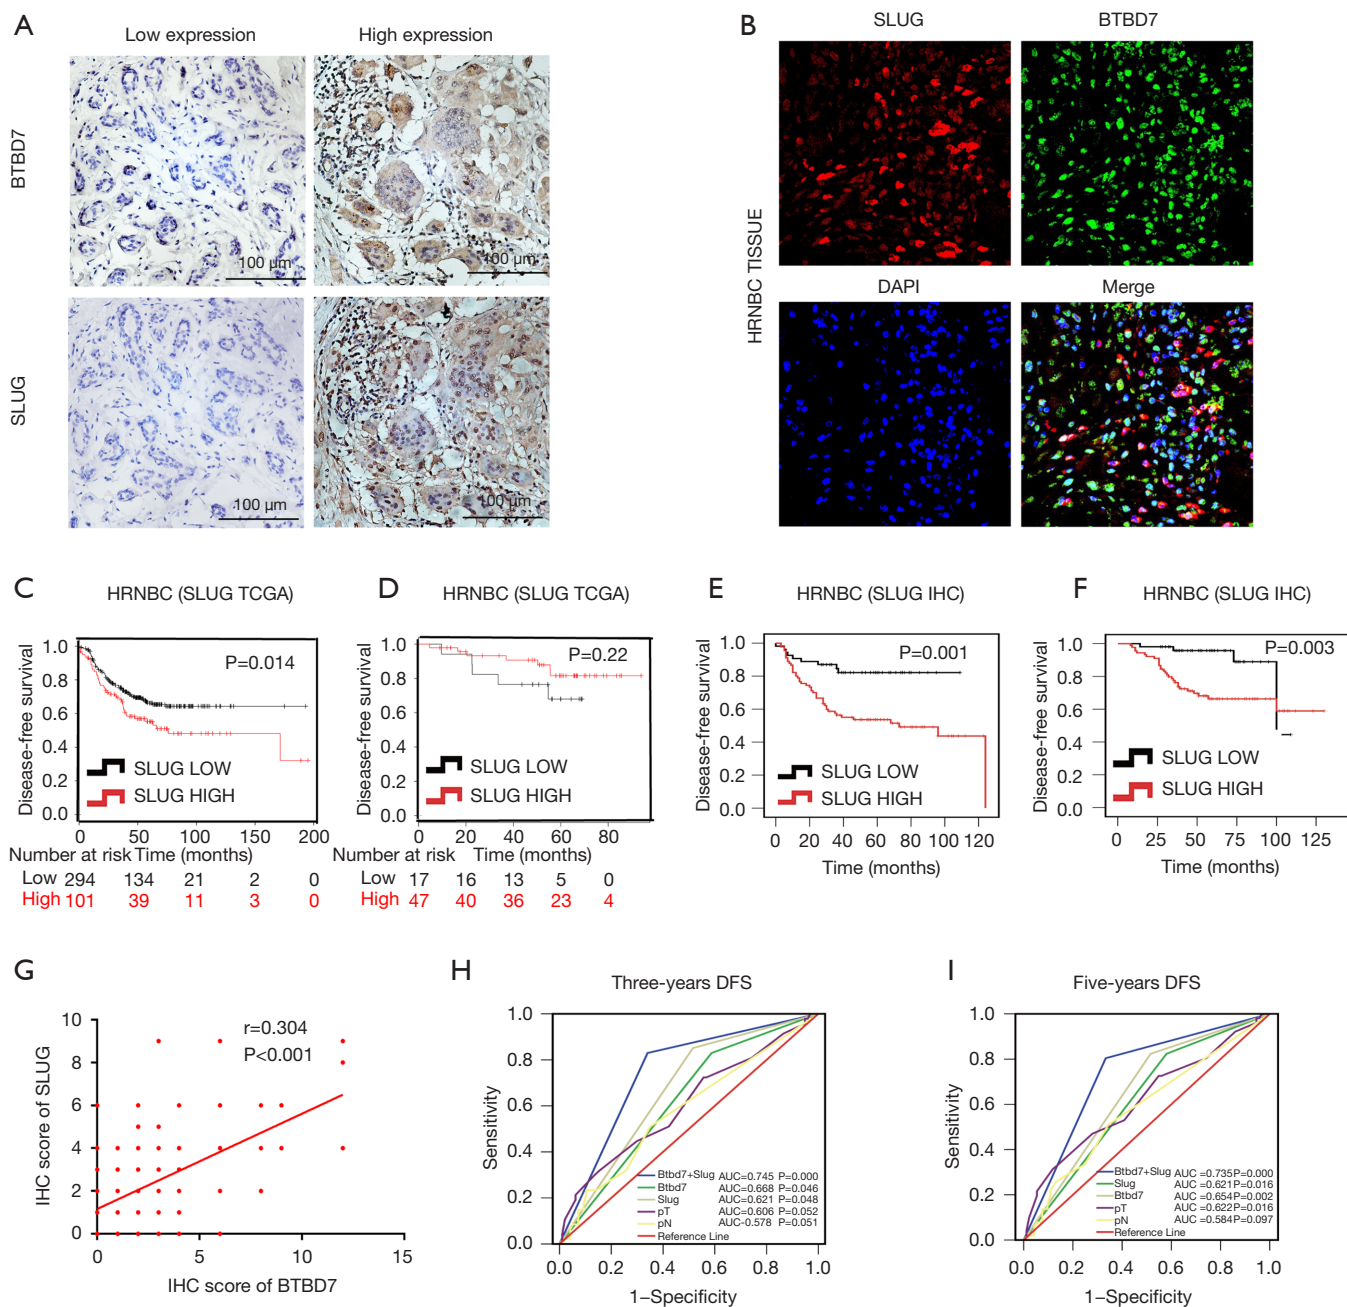 A
Low expression
High expression
BTBD7
100 µm
100 µm
SLUG
100 µm
100 µm
B
SLUG
BTBD7
HRNBC TISSUE
DAPI
Merge
C
HRNBC (SLUG TCGA)
Disease-free survival
1.0
0.8
0.6
0.4
0.2
0.0
P=0.014
SLUG LOW
SLUG HIGH
0 50 100 150 200
Number at risk Time (months)
Low 294 134 21 2 0
High 101 39 11 3 0
D
HRNBC (SLUG TCGA)
Disease-free survival
1.0
0.8
0.6
0.4
0.2
0.0
P=0.22
SLUG LOW
SLUG HIGH
0 20 40 60 80
Number at risk Time (months)
Low 17 16 13 5 0
High 47 40 36 23 4
E
HRNBC (SLUG IHC)
Disease-free survival
1.0
0.8
0.6
0.4
0.2
0.0
P=0.001
SLUG LOW
SLUG HIGH
0 20 40 60 80 100 120
Time (months)
F
HRNBC (SLUG IHC)
Disease-free survival
1.0
0.8
0.6
0.4
0.2
0.0
P=0.003
SLUG LOW
SLUG HIGH
0 25 50 75 100 125
Time (months)
G
IHC score of SLUG
10
8
6
4
2
0
r=0.304
P<0.001
0 5 10 15
IHC score of BTBD7
H
Three-years DFS
Sensitivity
1.0
0.8
0.6
0.4
0.2
0.0
Btbd7+Slug AUC=0.745 P=0.000
Btbd7 AUC=0.668 P=0.046
Slug AUC=0.621 P=0.048
pT AUC=0.606 P=0.052
pN AUC-0.578 P=0.051
Reference Line
0.0 0.2 0.4 0.6 0.8 1.0
1–Specificity
I
Five-years DFS
Sensitivity
1.0
0.8
0.6
0.4
0.2
0.0
Btbd7+Slug AUC =0.735P=0.000
Slug AUC =0.621P=0.016
Btbd7 AUC =0.654P=0.002
pT AUC =0.622P=0.016
pN AUC =0.584P=0.097
Reference Line
0.0 0.2 0.4 0.6 0.8 1.0
1–Specificity